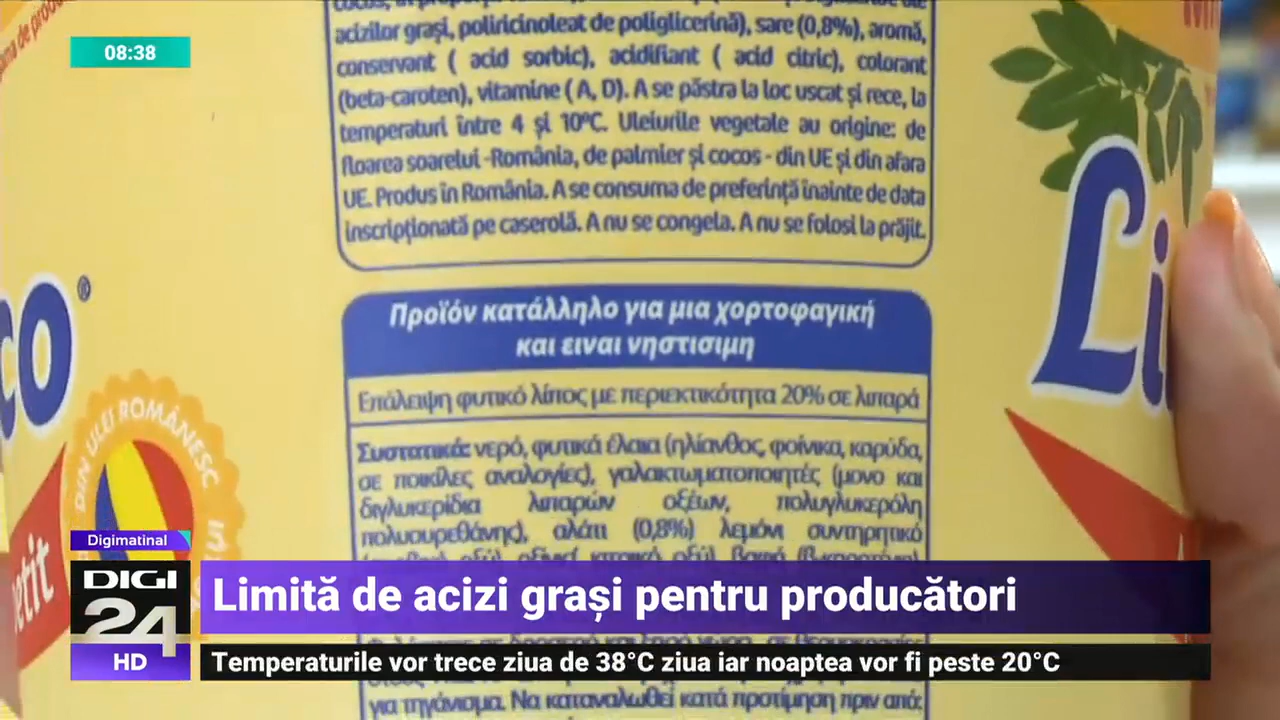 08:38
acizilor grași, poliricinoleat de poliglicerină), sare (0,8%), aromă,
conservant ( acid sorbic), acidifiant ( acid citric), colorant
(beta-caroten), vitamine ( A, D). A se păstra la loc uscat și rece, la
temperaturi între 4 și 10°C. Uleiurile vegetale au origine: de
floarea soarelui -România, de palmier și cocos - din UE și din afara
UE. Produs în România. A se consuma de preferință înainte de data
inscripționată pe caserolă. A nu se congela. A nu se folosi la prăjit.
Προϊόν κατάλληλο για μια χορτοφαγική
και ειναι νηστισιμη
Επάλειψη φυτικό λίπος με περιεκτικότητα 20% σε λιπαρά
Συστατικά: νερό, φυτικά έλαια (ηλίανθος, φοίνικα, καρύδα,
σε ποικίλες αναλογίες), γαλακτωματοποιητές (μονο και
διγλυκερίδια λιπαρών οξέων, πολυγλυκερόλη
πολυουρεθάνης), αλάτι (0,8%) λεμόνι συντηρητικό
για τηγάνισμα. Να καταναλωθεί κατά προτίμηση πριν από:
co®
DIN ULEI ROMÂNESC
etit
Li
Digimatinal
DIGI
24
HD
Limită de acizi grași pentru producători
Temperaturile vor trece ziua de 38°C ziua iar noaptea vor fi peste 20°C